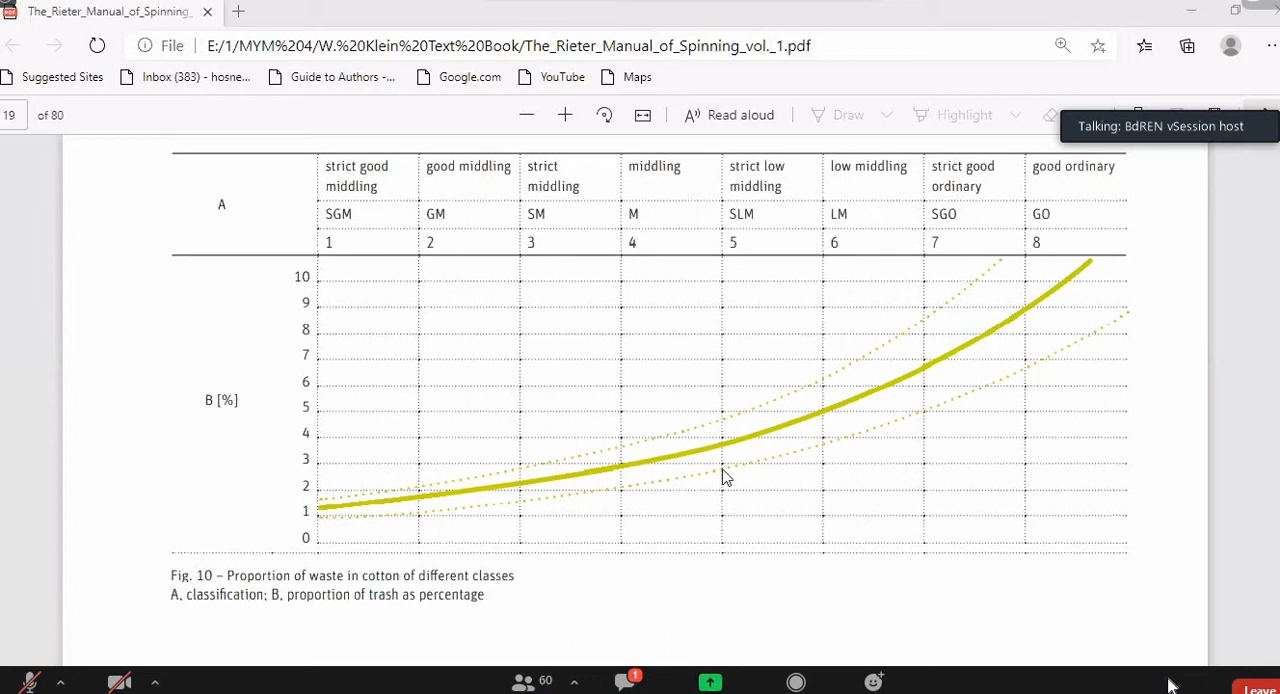 The_Rieter_Manual_of_Spinning_
File E:/1/MYM%204/W.%20Klein%20Text%20Book/The_Rieter_Manual_of_Spinning_vol._1.pdf
Suggested Sites Inbox (383) - hosne... Guide to Authors -... Google.com YouTube Maps
19 of 80 Read aloud Draw Highlight
Talking: BdREN vSession host
A
strict good middling good middling strict middling middling strict low middling low middling strict good ordinary good ordinary
SGM GM SM M SLM LM SGO GO
1 2 3 4 5 6 7 8
10
9
8
7
6
5
B [%]
4
3
2
1
0
Fig. 10 – Proportion of waste in cotton of different classes
A, classification; B, proportion of trash as percentage
60 1 Leave